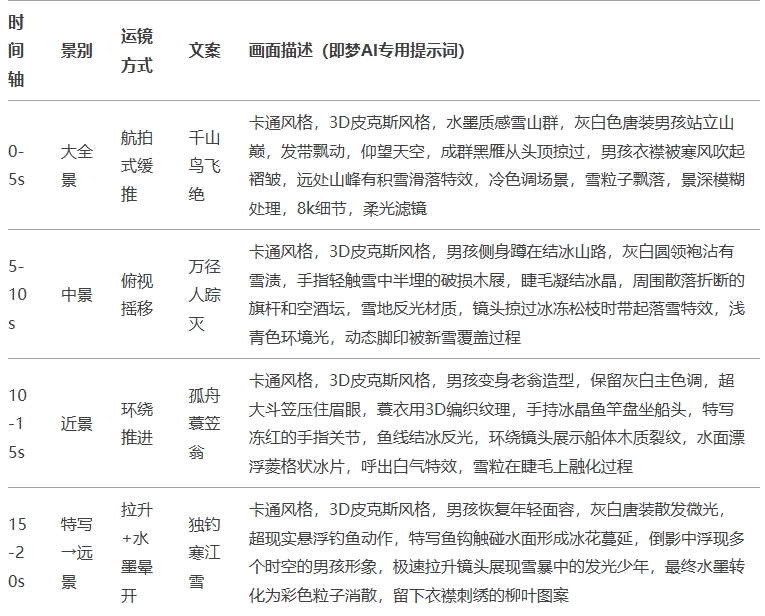 时间轴 景别 运镜方式 文案 画面描述（即梦AI专用提示词）
0-5s 大全景 航拍式缓推 千山鸟飞绝
卡通风格，3D皮克斯风格，水墨质感雪山群，灰白色唐装男孩站立山
巅，发带飘动，仰望天空，成群黑雁从头顶掠过，男孩衣襟被寒风吹起
褶皱，远处山峰有积雪滑落特效，冷色调场景，雪粒子飘落，景深模糊
处理，8k细节，柔光滤镜
5-10s 中景 俯视摇移 万径人踪灭
卡通风格，3D皮克斯风格，男孩侧身蹲在结冰山路，灰白圆领袍沾有
雪渍，手指轻触雪中半埋的破损木屐，睫毛凝结冰晶，周围散落折断的
旗杆和空酒坛，雪地反光材质，镜头掠过冰冻松枝时带起落雪特效，浅
青色环境光，动态脚印被新雪覆盖过程
10-15s 近景 环绕推进 孤舟蓑笠翁
卡通风格，3D皮克斯风格，男孩变身老翁造型，保留灰白主色调，超
大斗笠压住眉眼，蓑衣用3D编织纹理，手持冰晶鱼竿盘坐船头，特写
冻红的手指关节，鱼线结冰反光，环绕镜头展示船体木质裂纹，水面漂
浮菱格状冰片，呼出白气特效，雪粒在睫毛上融化过程
15-20s 特写→远景 拉升+水墨晕开 独钓寒江雪
卡通风格，3D皮克斯风格，男孩恢复年轻面容，灰白唐装散发微光，
超现实悬浮钓鱼动作，特写鱼钩触碰水面形成冰花蔓延，倒影中浮现多
个时空的男孩形象，极速拉升镜头展现雪暴中的发光少年，最终水墨转
化为彩色粒子消散，留下衣襟刺绣的柳叶图案